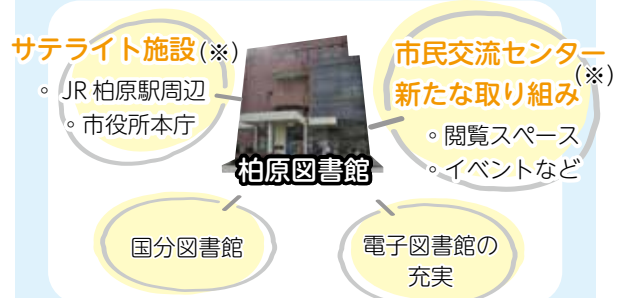 サテライト施設(※)
◦ JR 柏原駅周辺
◦市役所本庁
市民交流センター
新たな取り組み(※)
◦閲覧スペース
◦イベントなど
柏原図書館
国分図書館
電子図書館の
充実